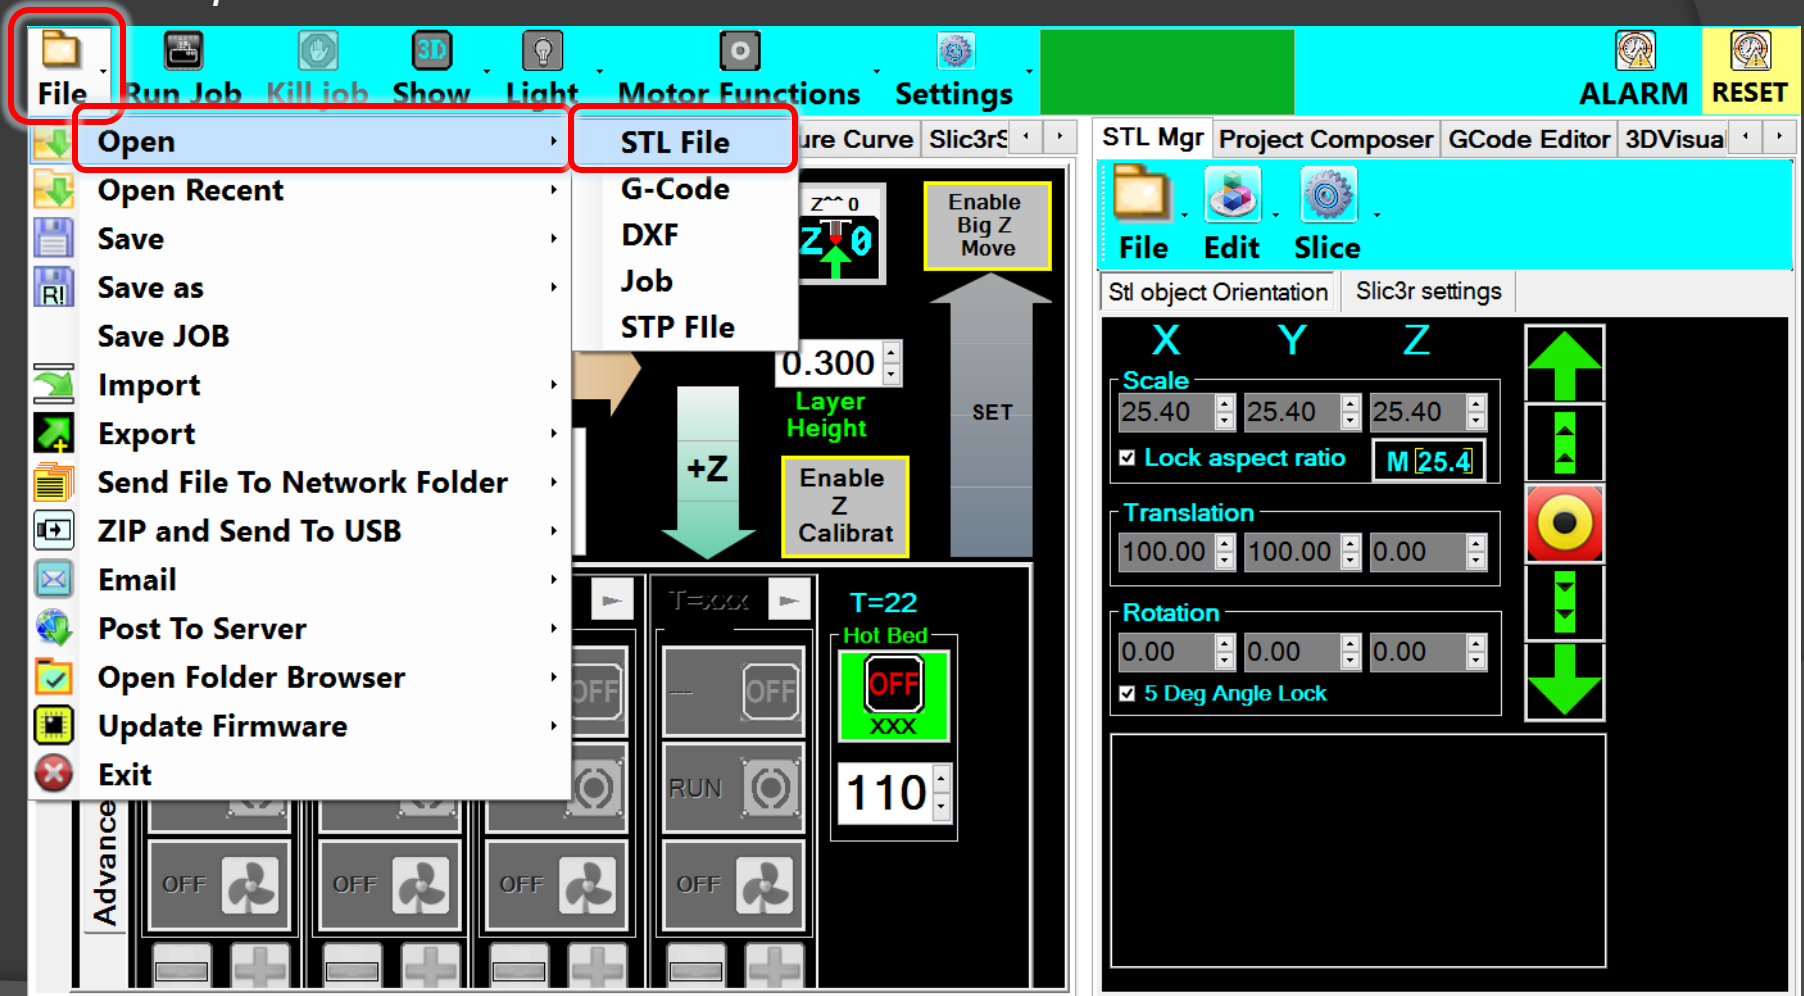 File
Run Job
Kill job
Show
Light
Motor Functions
Settings
ALARM
RESET
Open
Open Recent
Save
Save as
Save JOB
Import
Export
Send File To Network Folder
ZIP and Send To USB
Email
Post To Server
Open Folder Browser
Update Firmware
Exit
R!
STL File
G-Code
DXF
Job
STP FIle
3D
ure Curve
Slic3rS
Z^^ 0
Z 0
Enable
Big Z
Move
0.300
Layer
Height
SET
+Z
Enable
Z
Calibrat
T=xxx
T=22
Hot Bed
OFF
--- OFF
OFF
XXX
RUN
110
Advance
OFF
OFF
OFF
OFF
STL Mgr
Project Composer
GCode Editor
3DVisual
File
Edit
Slice
Stl object Orientation
Slic3r settings
X Y Z
Scale
25.40 25.40 25.40
Lock aspect ratio
M 25.4
Translation
100.00 100.00 0.00
Rotation
0.00 0.00 0.00
5 Deg Angle Lock